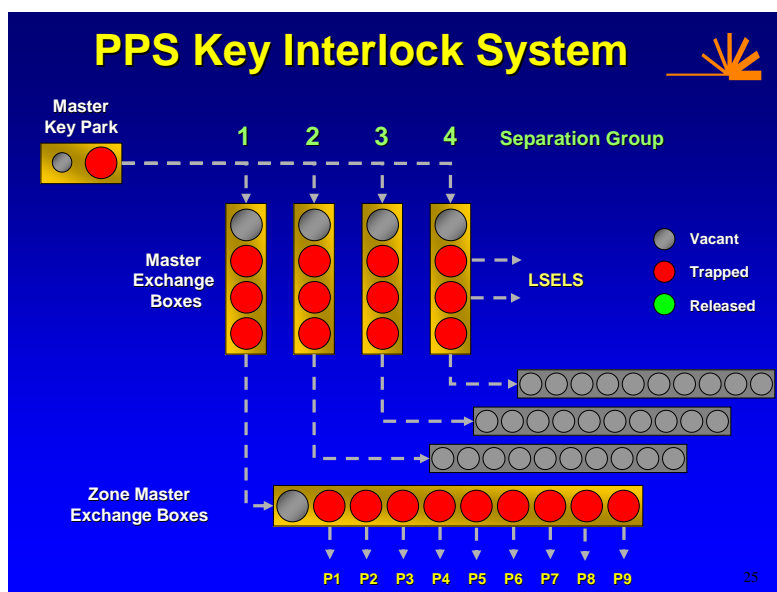 PPS Key Interlock System
Master
Key Park
1 2 3 4 Separation Group
Master
Exchange
Boxes
LSELS
Vacant
Trapped
Released
Zone Master
Exchange Boxes
P1 P2 P3 P4 P5 P6 P7 P8 P9
25